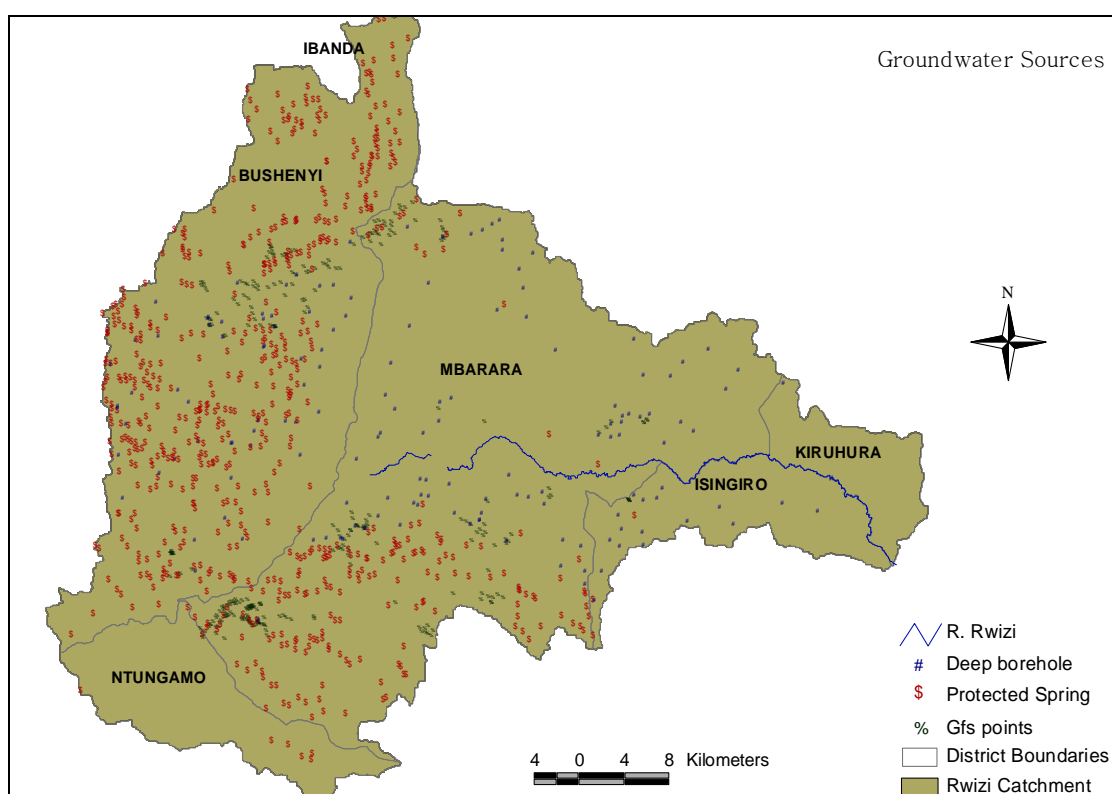 Groundwater Sources
IBANDA
BUSHENYI
N
MBARARA
KIRUHURA
ISINGIRO
NTUNGAMO
R. Rwizi
# Deep borehole
$ Protected Spring
% Gfs points
District Boundaries
Rwizi Catchment
4 0 4 8 Kilometers